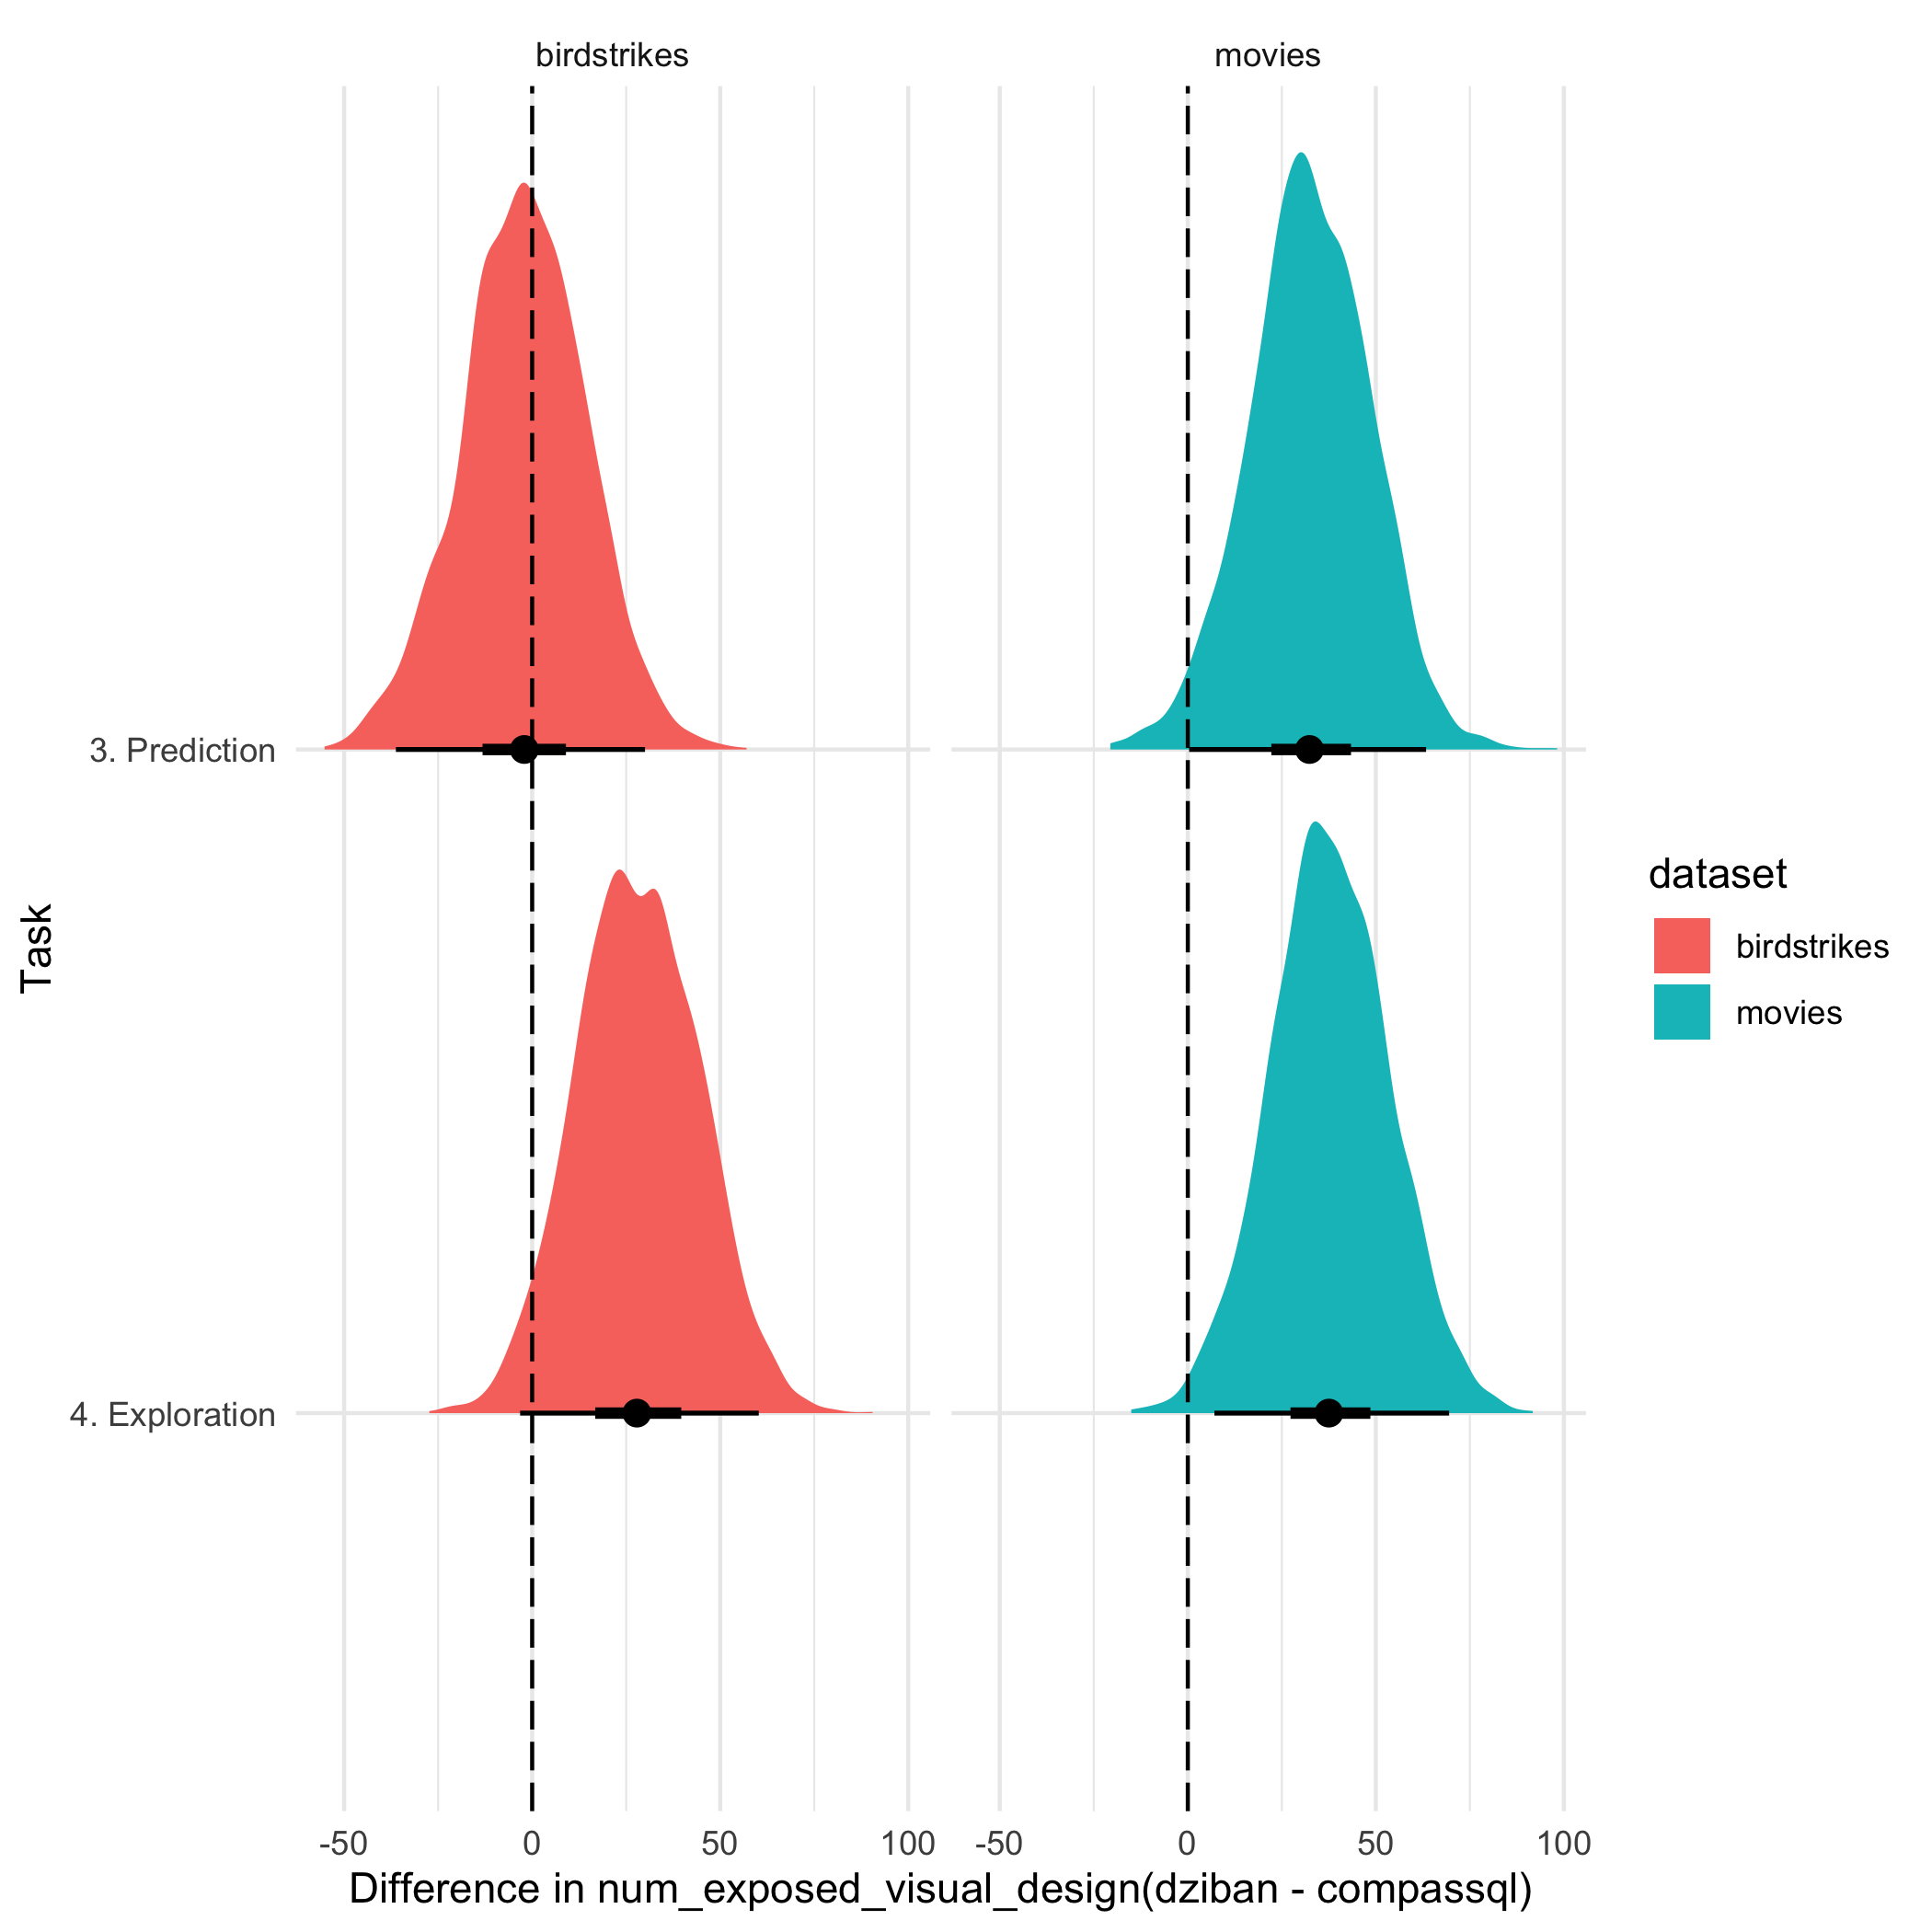 birdstrikes
movies
3. Prediction
4. Exploration
Task
dataset
birdstrikes
movies
-50 0 50 100 -50 0 50 100
Difference in num_exposed_visual_design(dziban - compassql)